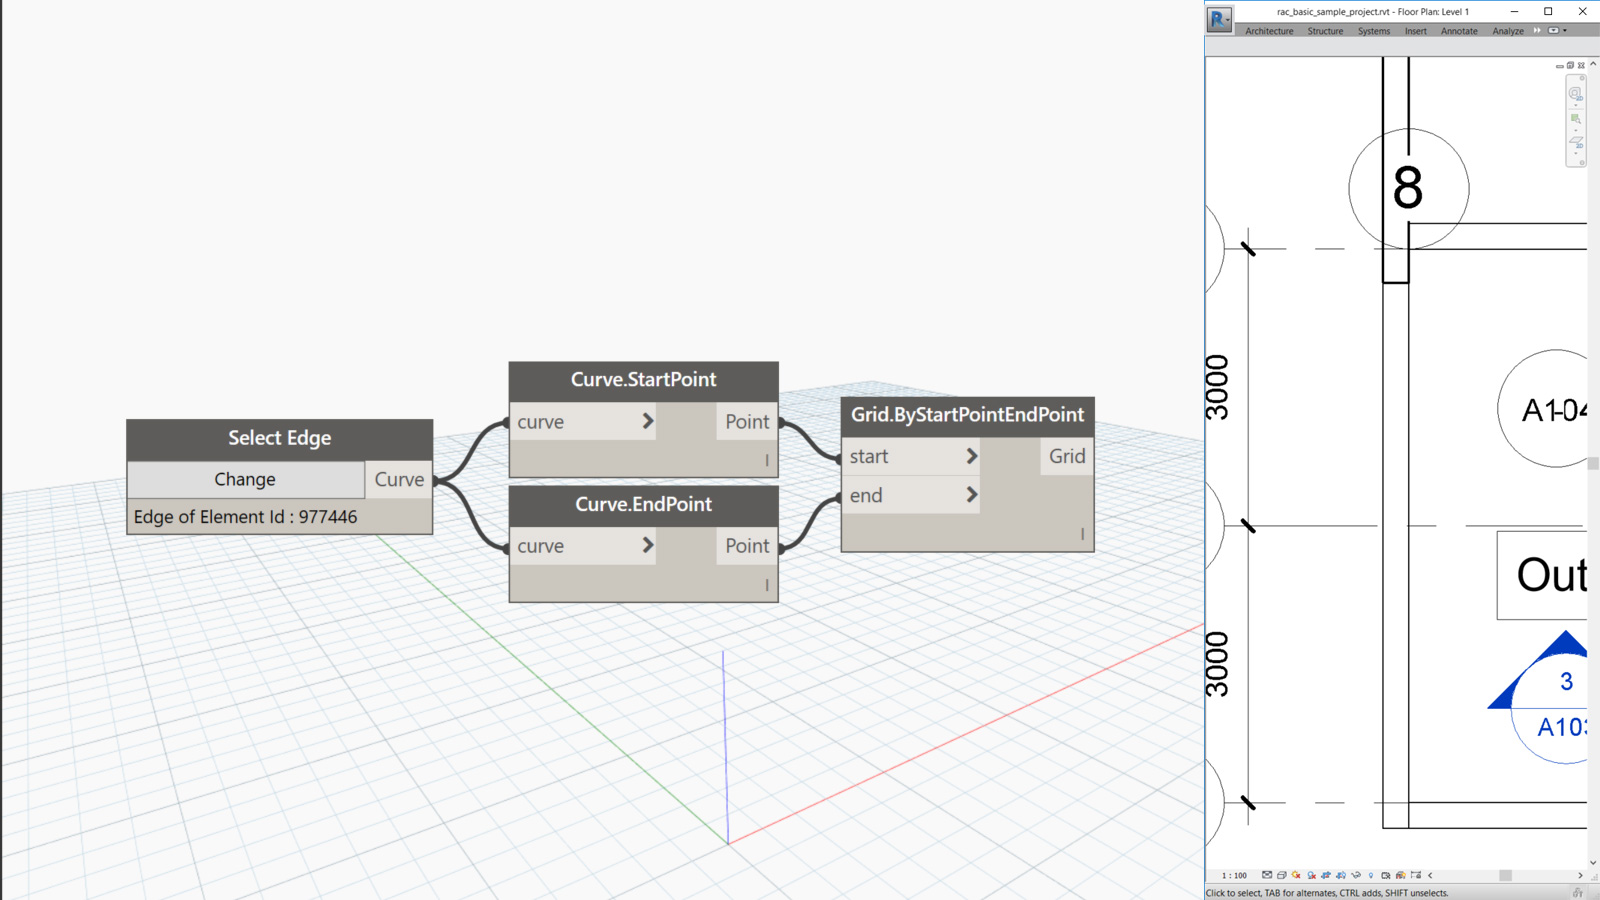 Select Edge
Change
Curve
Edge of Element Id : 977446
Curve.StartPoint
curve
Point
Curve.EndPoint
curve
Point
Grid.ByStartPointEndPoint
start
Grid
end
rac_basic_sample_project.rvt - Floor Plan: Level 1
Architecture Structure Systems Insert Annotate Analyze
8
3000
A1-04
Out
3000
3
A103
1 : 100
Click to select, TAB for alternates, CTRL adds, SHIFT unselects.